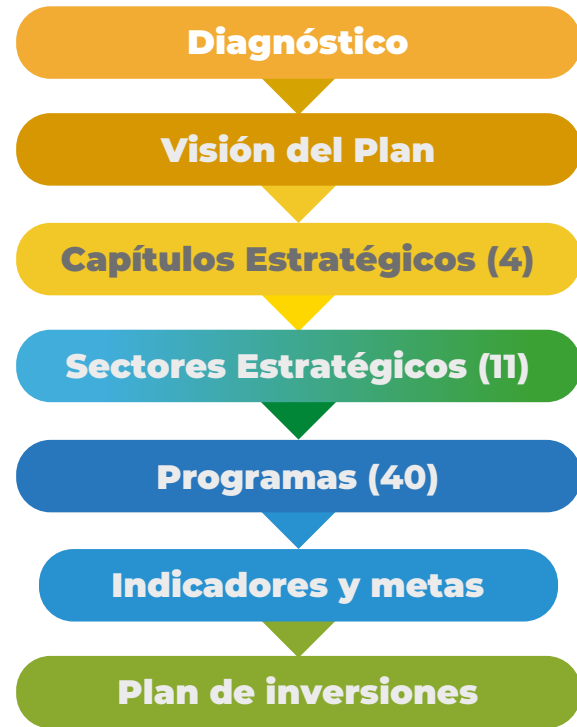 Diagnóstico
Visión del Plan
Capítulos Estratégicos (4)
Sectores Estratégicos (11)
Programas (40)
Indicadores y metas
Plan de inversiones